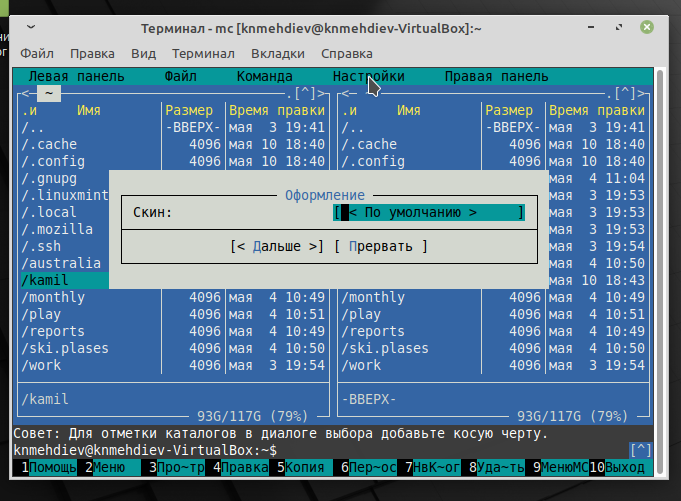 Терминал - mc [knmehdiev@knmehdiev-VirtualBox]:~
Файл Правка Вид Терминал Вкладки Справка
Левая панель Файл Команда Настройки Правая панель
<─ ~ .[^]> <─ .[^]>
.и Имя Размер Время правки .и Имя Размер Время правки
/.. -ВВЕРХ- мая 3 19:41 /.. -ВВЕРХ- мая 3 19:41
/.cache 4096 мая 10 18:40 /.cache 4096 мая 10 18:40
/.config 4096 мая 10 18:40 /.config 4096 мая 10 18:40
/.gnupg мая 4 11:04
/.linuxmint мая 3 19:53
/.local мая 3 19:53
/.mozilla мая 3 19:53
/.ssh мая 3 19:54
/australia мая 4 10:50
/kamil мая 10 18:43
Оформление
Скин: [ < По умолчанию > ]
[< Дальше >] [ Прервать ]
/monthly 4096 мая 4 10:49 /monthly 4096 мая 4 10:49
/play 4096 мая 4 10:51 /play 4096 мая 4 10:51
/reports 4096 мая 4 10:49 /reports 4096 мая 4 10:49
/ski.plases 4096 мая 4 10:50 /ski.plases 4096 мая 4 10:50
/work 4096 мая 3 19:54 /work 4096 мая 3 19:54
/kamil -ВВЕРХ-
93G/117G (79%) 93G/117G (79%)
Совет: Для отметки каталогов в диалоге выбора добавьте косую черту.
knmehdiev@knmehdiev-VirtualBox:~$ [^]
1Помощь 2Меню 3Про~тр 4Правка 5Копия 6Пер~ос 7НвК~ог 8Уда~ть 9МенюMC 10Выход